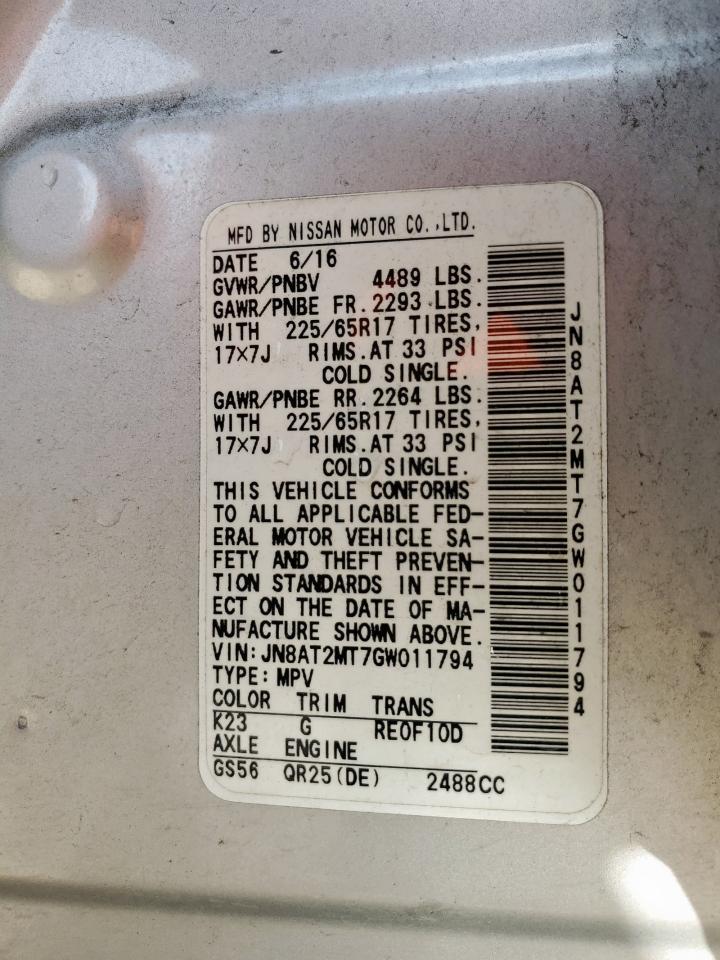 MFD BY NISSAN MOTOR CO.,LTD.
DATE 6/16
GVWR/PNBV 4489 LBS.
GAWR/PNBE FR. 2293 LBS.
WITH 225/65R17 TIRES,
17×7J RIMS.AT 33 PSI
COLD SINGLE.
GAWR/PNBE RR. 2264 LBS.
WITH 225/65R17 TIRES,
17×7J RIMS.AT 33 PSI
COLD SINGLE.
THIS VEHICLE CONFORMS
TO ALL APPLICABLE FED-
ERAL MOTOR VEHICLE SA-
FETY AND THEFT PREVEN-
TION STANDARDS IN EFF-
ECT ON THE DATE OF MA-
NUFACTURE SHOWN ABOVE.
VIN: JN8AT2MT7GW011794
TYPE: MPV
COLOR TRIM TRANS
K23 G RE0F10D
AXLE ENGINE
GS56 QR25(DE) 2488CC
JN8AT2MT7GW011794